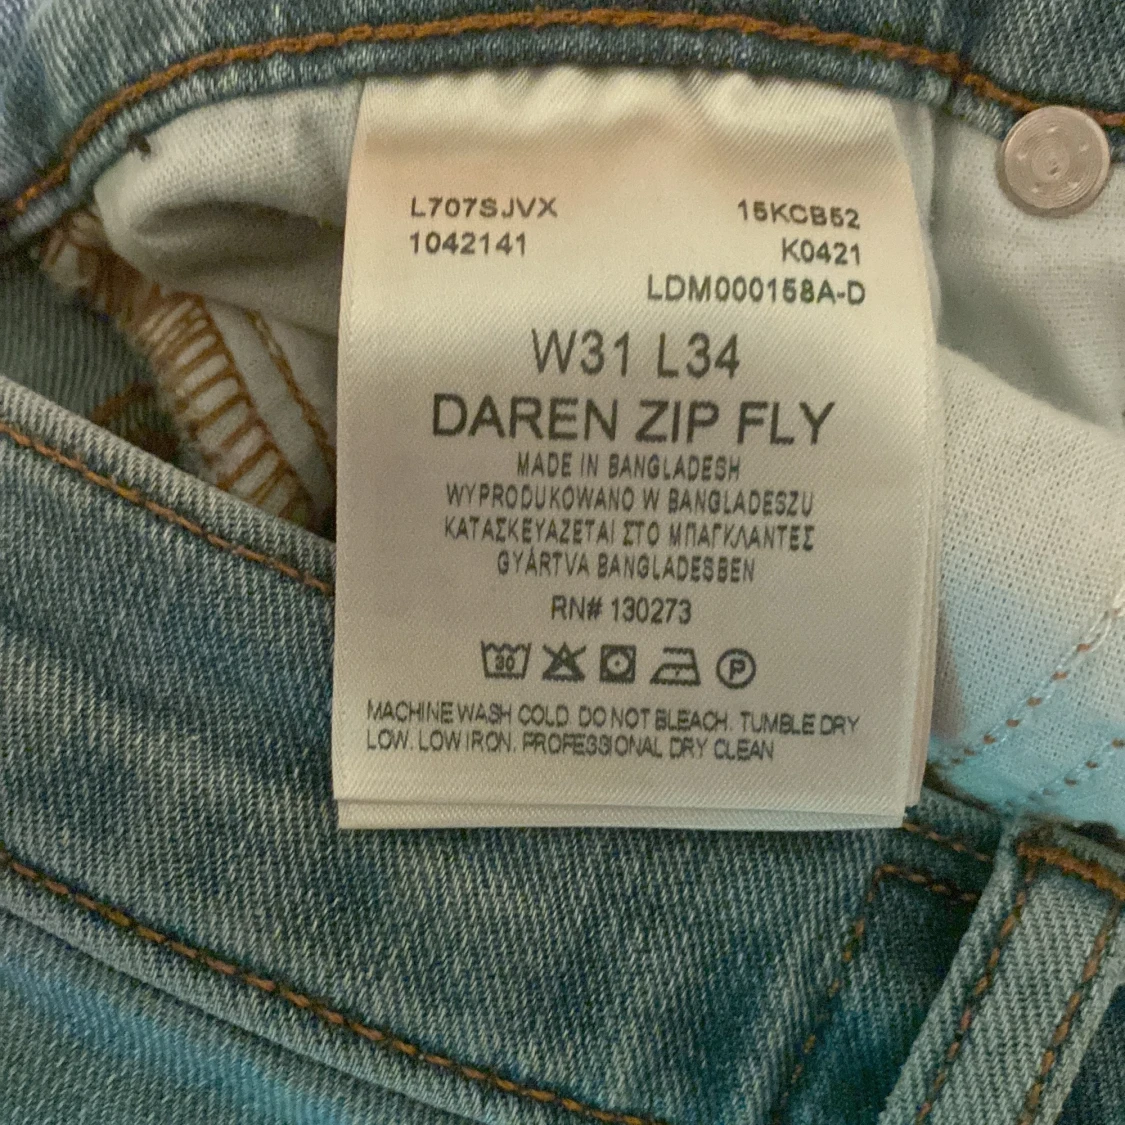 L707SJVX 15KCB52
1042141 K0421
LDM000158A-D
W31 L34
DAREN ZIP FLY
MADE IN BANGLADESH
WYPRODUKOWANO W BANGLADESZU
ΚΑΤΑΣΚΕΥΑΖΕΤΑΙ ΣΤΟ ΜΠΑΓΚΛΑΝΤΕΣ
GYÁRTVA BANGLADESBEN
RN# 130273
30 P
MACHINE WASH COLD. DO NOT BLEACH. TUMBLE DRY
LOW. LOW IRON. PROFESSIONAL DRY CLEAN